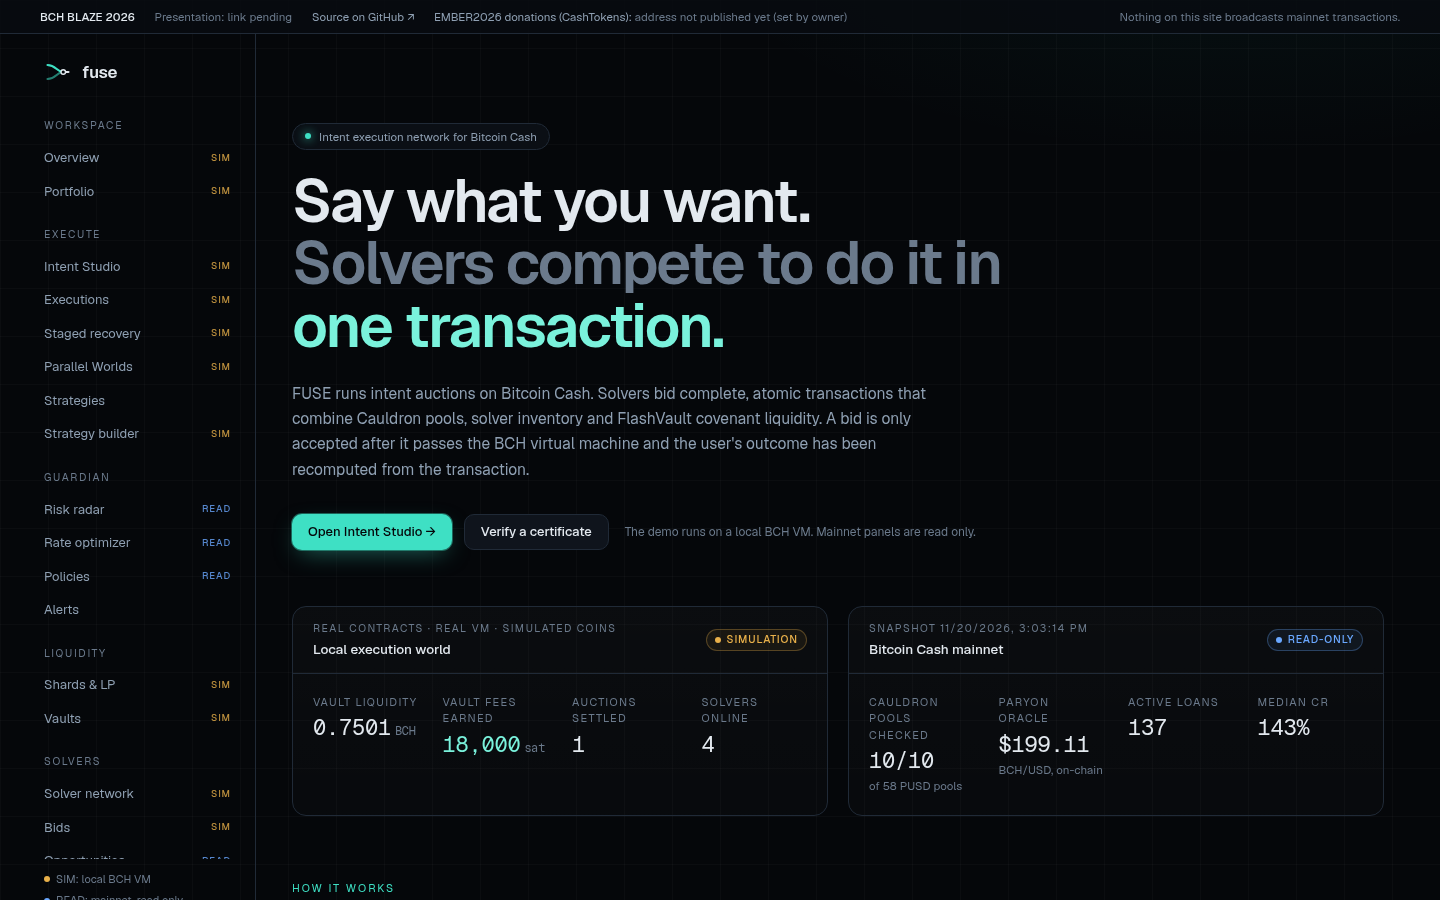 BCH BLAZE 2026
Presentation: link pending
Source on GitHub ↗
EMBER2026 donations (CashTokens): address not published yet (set by owner)
Nothing on this site broadcasts mainnet transactions.
fuse
WORKSPACE
Overview SIM
Portfolio SIM
EXECUTE
Intent Studio SIM
Executions SIM
Staged recovery SIM
Parallel Worlds SIM
Strategies
Strategy builder SIM
GUARDIAN
Risk radar READ
Rate optimizer READ
Policies READ
Alerts
LIQUIDITY
Shards & LP SIM
Vaults SIM
SOLVERS
Solver network SIM
Bids SIM
Opportunities READ
SIM: local BCH VM
READ: mainnet, read only
Intent execution network for Bitcoin Cash
Say what you want.
Solvers compete to do it in
one transaction.
FUSE runs intent auctions on Bitcoin Cash. Solvers bid complete, atomic transactions that
combine Cauldron pools, solver inventory and FlashVault covenant liquidity. A bid is only
accepted after it passes the BCH virtual machine and the user's outcome has been
recomputed from the transaction.
Open Intent Studio →
Verify a certificate
The demo runs on a local BCH VM. Mainnet panels are read only.
REAL CONTRACTS · REAL VM · SIMULATED COINS
Local execution world
SIMULATION
VAULT LIQUIDITY
0.7501 BCH
VAULT FEES
EARNED
18,000 sat
AUCTIONS
SETTLED
1
SOLVERS
ONLINE
4
SNAPSHOT 11/20/2026, 3:03:14 PM
Bitcoin Cash mainnet
READ-ONLY
CAULDRON
POOLS
CHECKED
10/10
of 58 PUSD pools
PARYON
ORACLE
$199.11
BCH/USD, on-chain
ACTIVE LOANS
137
MEDIAN CR
143%
HOW IT WORKS